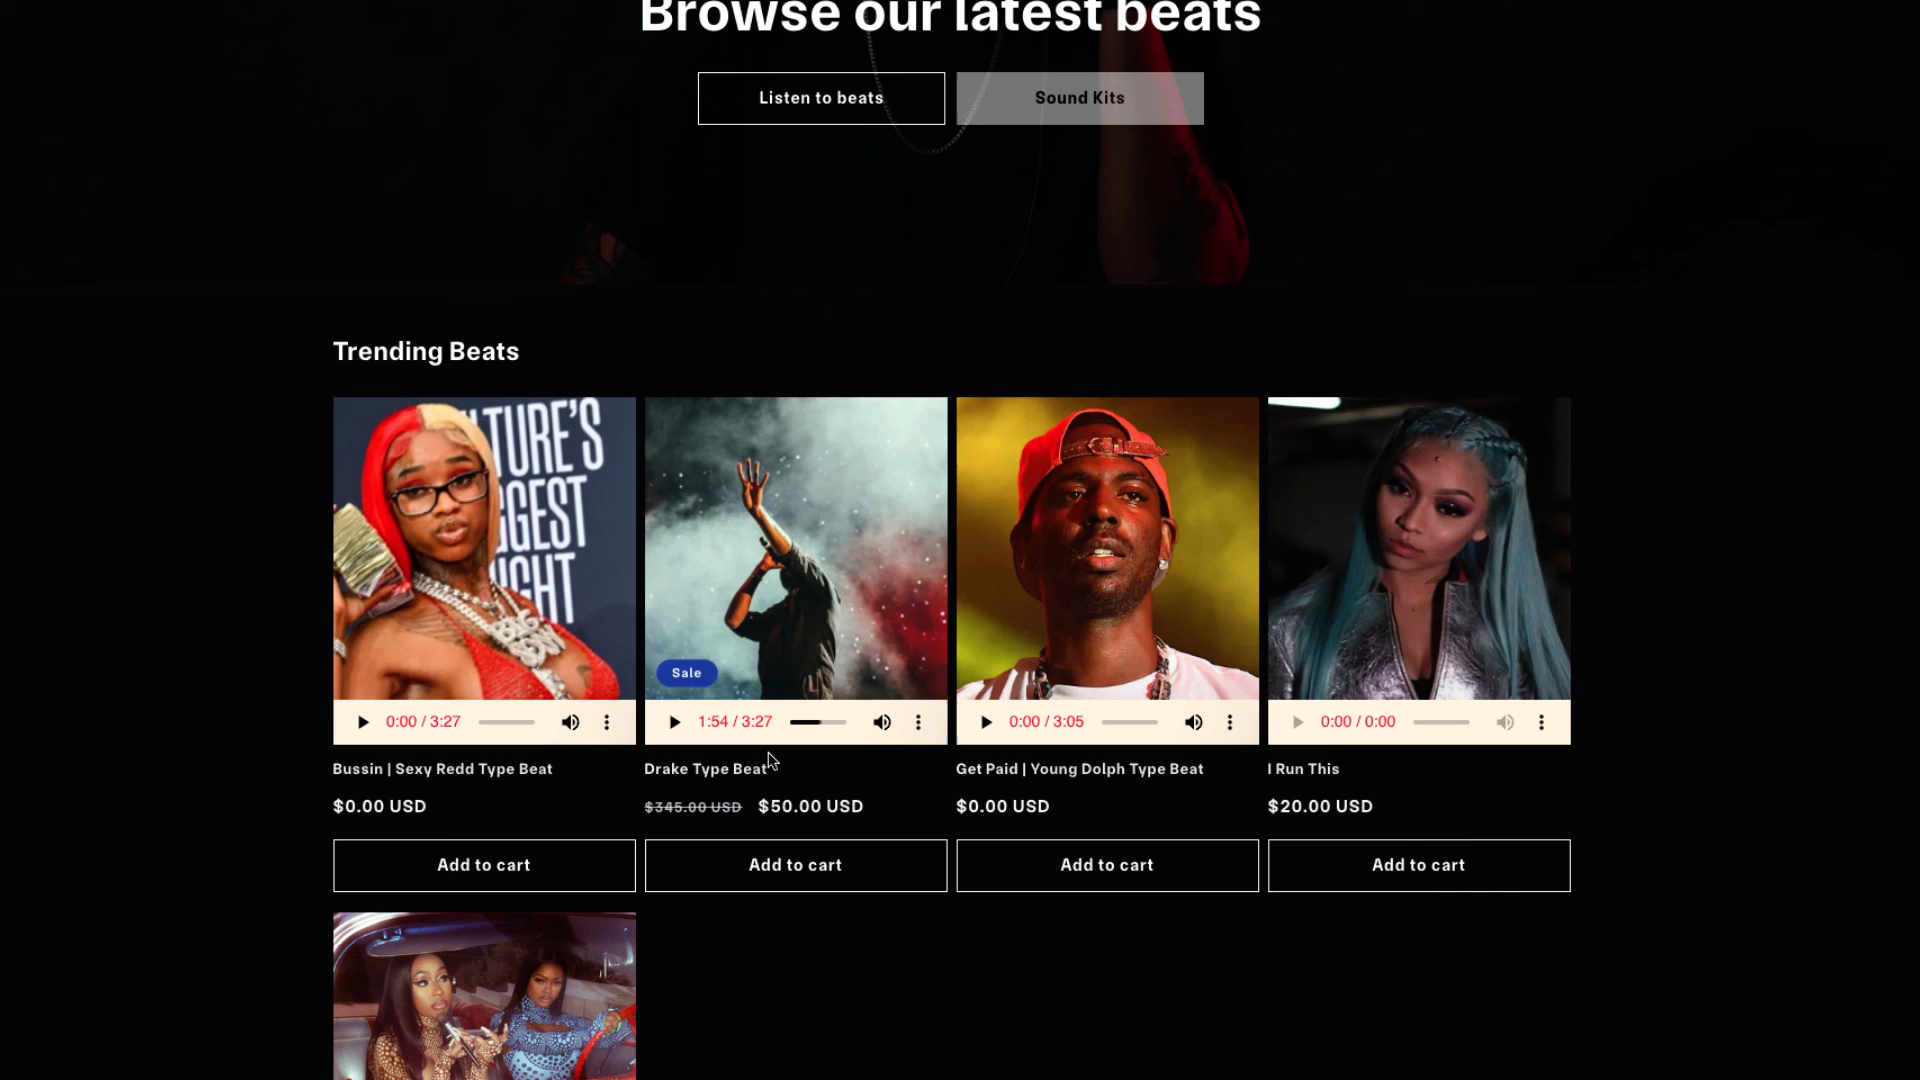 Browse our latest beats
Listen to beats
Sound Kits
Trending Beats
TURE'S
GGEST
IGHT
Sale
0:00 / 3:27
1:54 / 3:27
0:00 / 3:05
0:00 / 0:00
Bussin | Sexy Redd Type Beat
Drake Type Beat
Get Paid | Young Dolph Type Beat
I Run This
$0.00 USD
$345.00 USD $50.00 USD
$0.00 USD
$20.00 USD
Add to cart
Add to cart
Add to cart
Add to cart